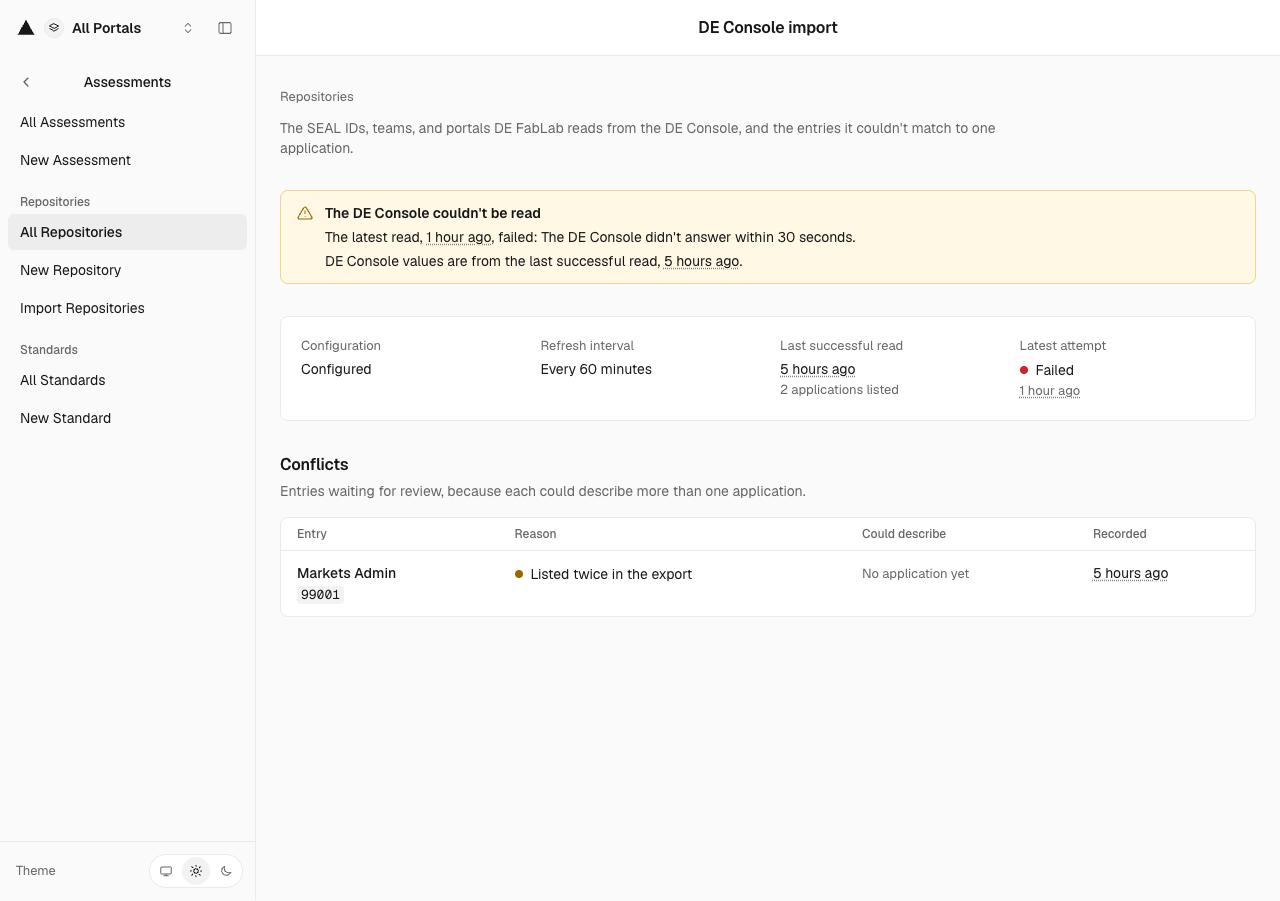 All Portals
DE Console import
Assessments
All Assessments
New Assessment
Repositories
All Repositories
New Repository
Import Repositories
Standards
All Standards
New Standard
Theme
Repositories
The SEAL IDs, teams, and portals DE FabLab reads from the DE Console, and the entries it couldn't match to one
application.
The DE Console couldn't be read
The latest read, 1 hour ago, failed: The DE Console didn't answer within 30 seconds.
DE Console values are from the last successful read, 5 hours ago.
Configuration
Configured
Refresh interval
Every 60 minutes
Last successful read
5 hours ago
2 applications listed
Latest attempt
Failed
1 hour ago
Conflicts
Entries waiting for review, because each could describe more than one application.
Entry Reason Could describe Recorded
Markets Admin Listed twice in the export No application yet 5 hours ago
99001